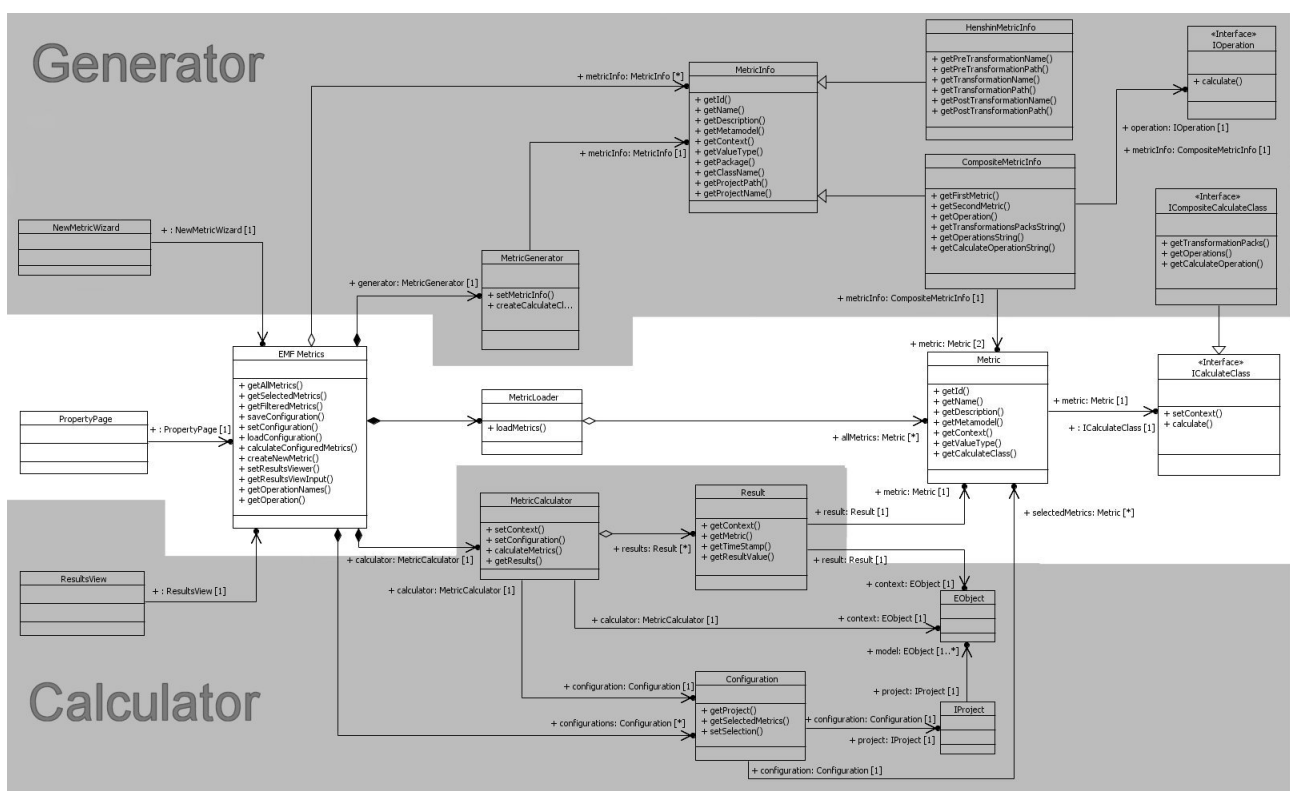 Generator
HenshinMetricInfo
+ getPreTransformationName()
+ getPreTransformationPath()
+ getTransformationName()
+ getTransformationPath()
+ getPostTransformationName()
+ getPostTransformationPath()
«Interface»
IOperation
+ calculate()
MetricInfo
+ getId()
+ getName()
+ getDescription()
+ getMetamodel()
+ getContext()
+ getValueType()
+ getPackage()
+ getClassName()
+ getProjectPath()
+ getProjectName()
+ metricInfo: MetricInfo [*]
+ metricInfo: MetricInfo [1]
+ operation: IOperation [1]
+ metricInfo: CompositeMetricInfo [1]
CompositeMetricInfo
+ getFirstMetric()
+ getSecondMetric()
+ getOperation()
+ getTransformationsPacksString()
+ getOperationsString()
+ getCalculateOperationString()
«Interface»
ICompositeCalculateClass
+ getTransformationPacks()
+ getOperations()
+ getCalculateOperation()
NewMetricWizard
+ : NewMetricWizard [1]
MetricGenerator
+ setMetricInfo()
+ createCalculateCl...
+ generator: MetricGenerator [1]
+ metricInfo: CompositeMetricInfo [1]
+ metric: Metric [2]
EMF Metrics
+ getAllMetrics()
+ getSelectedMetrics()
+ getFilteredMetrics()
+ saveConfiguration()
+ setConfiguration()
+ loadConfiguration()
+ calculateConfiguredMetrics()
+ createNewMetric()
+ setResultsViewer()
+ getResultsViewInput()
+ getOperationNames()
+ getOperation()
PropertyPage
+ : PropertyPage [1]
MetricLoader
+ loadMetrics()
+ allMetrics: Metric [*]
Metric
+ getId()
+ getName()
+ getDescription()
+ getMetamodel()
+ getContext()
+ getValueType()
+ getCalculateClass()
+ metric: Metric [1]
+ : ICalculateClass [1]
«Interface»
ICalculateClass
+ setContext()
+ calculate()
+ metric: Metric [1]
+ selectedMetrics: Metric [*]
MetricCalculator
+ setContext()
+ setConfiguration()
+ calculateMetrics()
+ getResults()
+ results: Result [*]
Result
+ getContext()
+ getMetric()
+ getTimeStamp()
+ getResultValue()
+ result: Result [1]
+ result: Result [1]
+ calculator: MetricCalculator [1]
+ calculator: MetricCalculator [1]
+ calculator: MetricCalculator [1]
ResultsView
+ : ResultsView [1]
+ context: EObject [1]
+ context: EObject [1]
EObject
+ model: EObject [1..*]
+ project: IProject [1]
Calculator
+ configuration: Configuration [1]
+ configurations: Configuration [*]
Configuration
+ getProject()
+ getSelectedMetrics()
+ setSelection()
+ configuration: Configuration [1]
+ project: IProject [1]
IProject
+ configuration: Configuration [1]